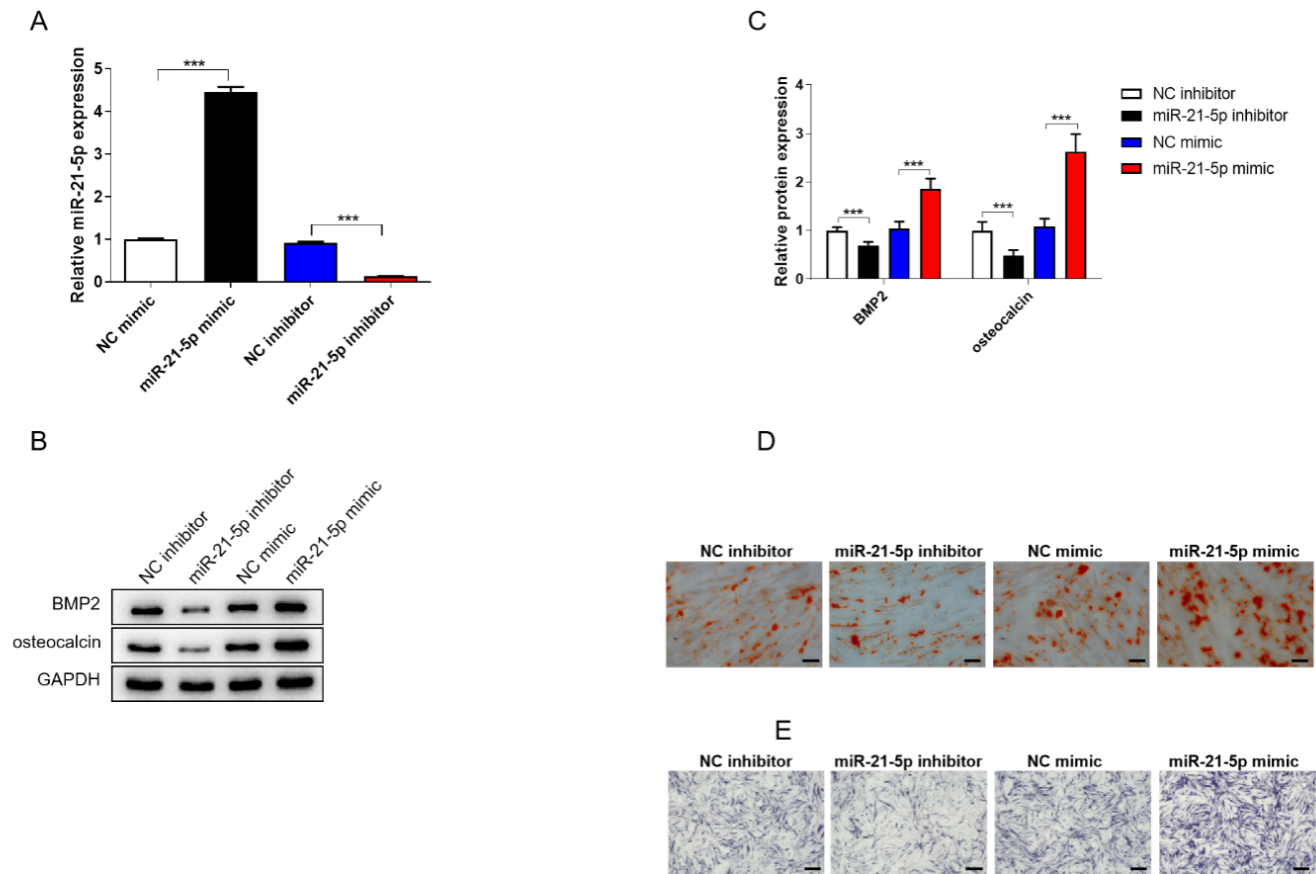 A
Relative miR-21-5p expression
5
4
3
2
1
0
***
***
NC mimic
miR-21-5p mimic
NC inhibitor
miR-21-5p inhibitor
C
Relative protein expression
4
3
2
1
0
***
***
***
***
BMP2
osteocalcin
NC inhibitor
miR-21-5p inhibitor
NC mimic
miR-21-5p mimic
B
NC inhibitor
miR-21-5p inhibitor
NC mimic
miR-21-5p mimic
BMP2
osteocalcin
GAPDH
D
NC inhibitor
miR-21-5p inhibitor
NC mimic
miR-21-5p mimic
E
NC inhibitor
miR-21-5p inhibitor
NC mimic
miR-21-5p mimic